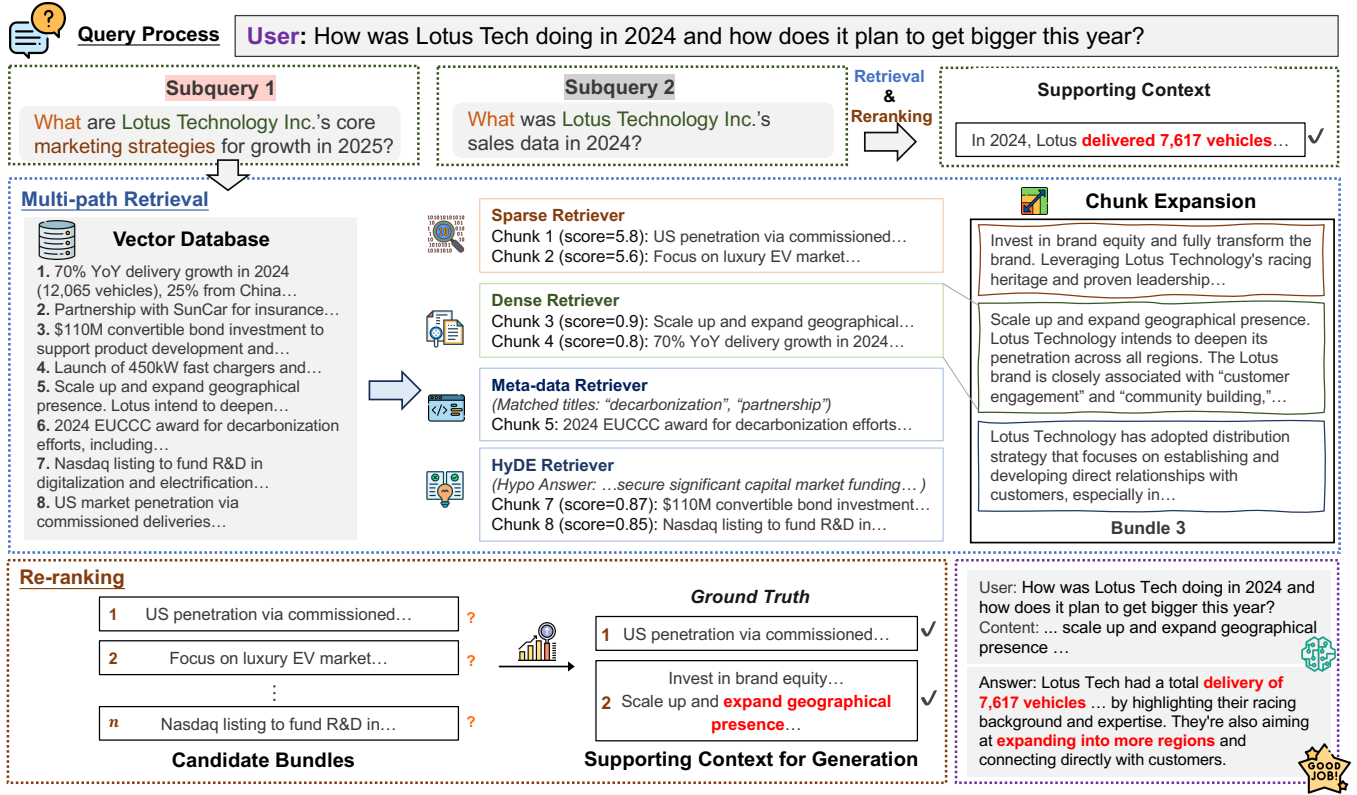 Query Process
User: How was Lotus Tech doing in 2024 and how does it plan to get bigger this year?
Subquery 1
What are Lotus Technology Inc.'s core
marketing strategies for growth in 2025?
Subquery 2
What was Lotus Technology Inc.'s
sales data in 2024?
Retrieval
&
Reranking
Supporting Context
In 2024, Lotus delivered 7,617 vehicles…
Multi-path Retrieval
Vector Database
1. 70% YoY delivery growth in 2024
(12,065 vehicles), 25% from China…
2. Partnership with SunCar for insurance…
3. $110M convertible bond investment to
support product development and…
4. Launch of 450kW fast chargers and…
5. Scale up and expand geographical
presence. Lotus intend to deepen…
6. 2024 EUCCC award for decarbonization
efforts, including…
7. Nasdaq listing to fund R&D in
digitalization and electrification…
8. US market penetration via
commissioned deliveries…
Sparse Retriever
Chunk 1 (score=5.8): US penetration via commissioned…
Chunk 2 (score=5.6): Focus on luxury EV market…
Dense Retriever
Chunk 3 (score=0.9): Scale up and expand geographical…
Chunk 4 (score=0.8): 70% YoY delivery growth in 2024…
Meta-data Retriever
(Matched titles: “decarbonization”, “partnership”)
Chunk 5: 2024 EUCCC award for decarbonization efforts…
HyDE Retriever
(Hypo Answer: …secure significant capital market funding… )
Chunk 7 (score=0.87): $110M convertible bond investment…
Chunk 8 (score=0.85): Nasdaq listing to fund R&D in…
Chunk Expansion
Invest in brand equity and fully transform the
brand. Leveraging Lotus Technology's racing
heritage and proven leadership…
Scale up and expand geographical presence.
Lotus Technology intends to deepen its
penetration across all regions. The Lotus
brand is closely associated with “customer
engagement” and “community building,”…
Lotus Technology has adopted distribution
strategy that focuses on establishing and
developing direct relationships with
customers, especially in…
Bundle 3
Re-ranking
1 US penetration via commissioned… ?
2 Focus on luxury EV market… ?
⋮
n Nasdaq listing to fund R&D in… ?
Candidate Bundles
Ground Truth
1 US penetration via commissioned…
Invest in brand equity…
2 Scale up and expand geographical
presence…
Supporting Context for Generation
User: How was Lotus Tech doing in 2024 and
how does it plan to get bigger this year?
Content: ... scale up and expand geographical
presence …
Answer: Lotus Tech had a total delivery of
7,617 vehicles … by highlighting their racing
background and expertise. They're also aiming
at expanding into more regions and
connecting directly with customers.
GOOD
JOB!